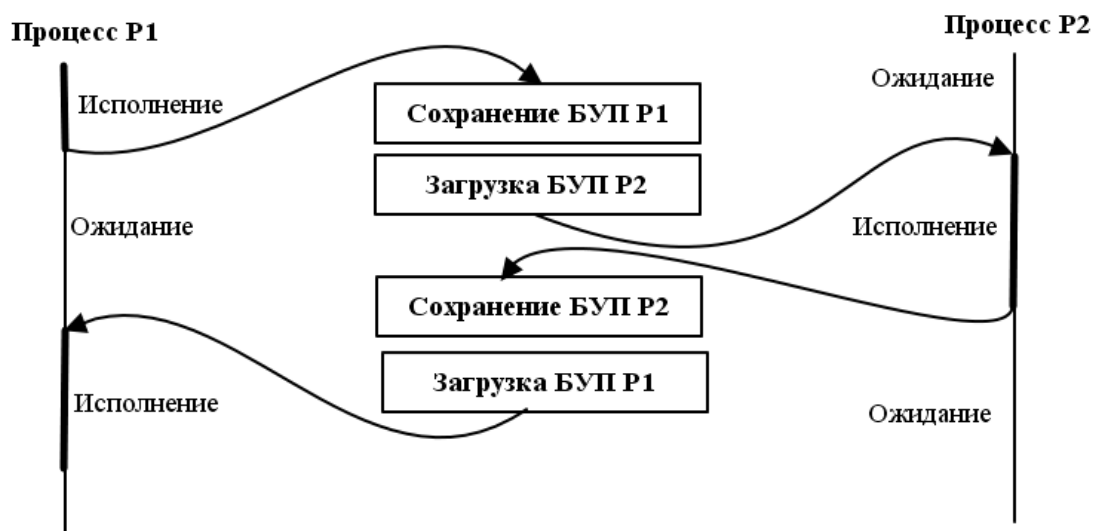 Процесс P1
Процесс P2
Исполнение
Ожидание
Сохранение БУП P1
Загрузка БУП P2
Ожидание
Исполнение
Сохранение БУП P2
Загрузка БУП P1
Исполнение
Ожидание